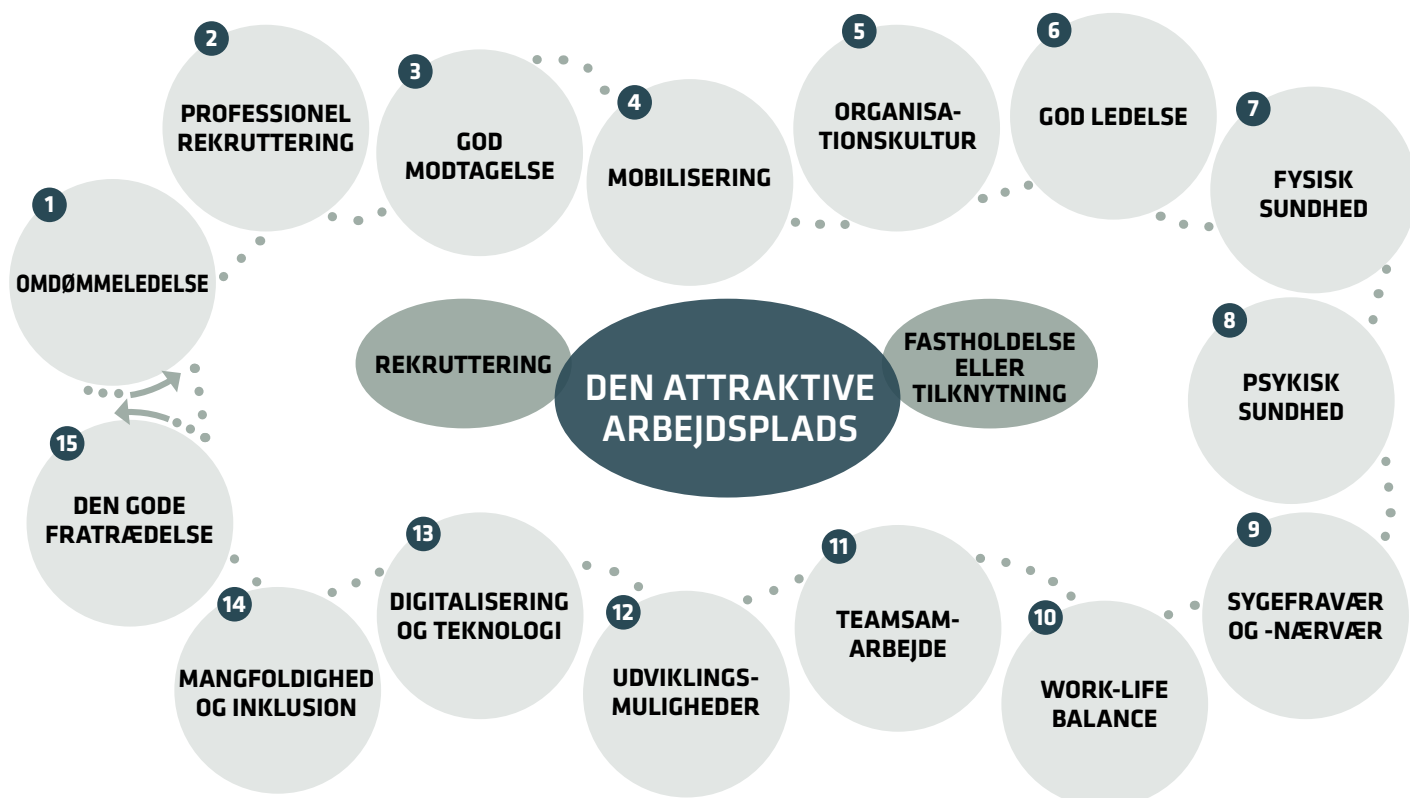 1
OMDØMMELEDELSE
2
PROFESSIONEL
REKRUTTERING
3
GOD
MODTAGELSE
4
MOBILISERING
5
ORGANISA-
TIONSKULTUR
6
GOD LEDELSE
7
FYSISK
SUNDHED
8
PSYKISK
SUNDHED
9
SYGEFRAVÆR
OG -NÆRVÆR
10
WORK-LIFE
BALANCE
11
TEAMSAM-
ARBEJDE
12
UDVIKLINGS-
MULIGHEDER
13
DIGITALISERING
OG TEKNOLOGI
14
MANGFOLDIGHED
OG INKLUSION
15
DEN GODE
FRATRÆDELSE
REKRUTTERING
DEN ATTRAKTIVE
ARBEJDSPLADS
FASTHOLDELSE
ELLER
TILKNYTNING